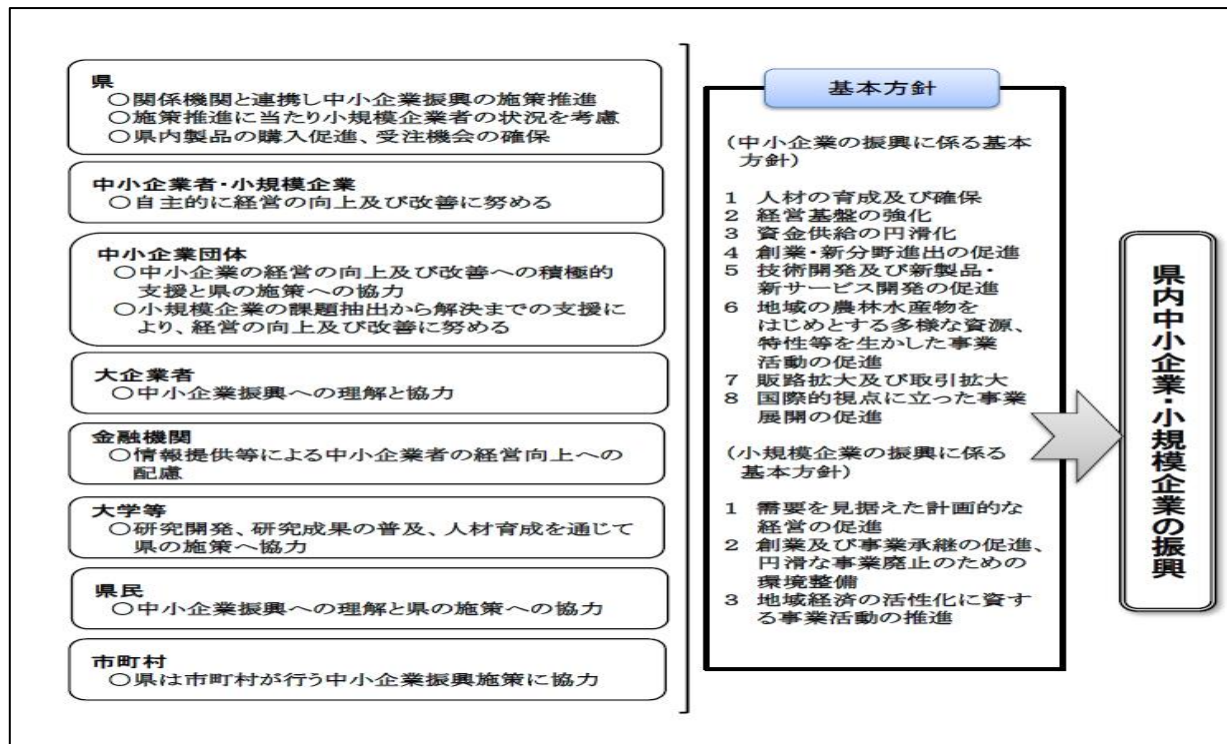 県
○関係機関と連携し中小企業振興の施策推進
○施策推進に当たり小規模企業者の状況を考慮
○県内製品の購入促進、受注機会の確保
中小企業者・小規模企業
○自主的に経営の向上及び改善に努める
中小企業団体
○中小企業の経営の向上及び改善への積極的
支援と県の施策への協力
○小規模企業の課題抽出から解決までの支援に
より、経営の向上及び改善に努める
大企業者
○中小企業振興への理解と協力
金融機関
○情報提供等による中小企業者の経営向上への
配慮
大学等
○研究開発、研究成果の普及、人材育成を通じて
県の施策へ協力
県民
○中小企業振興への理解と県の施策への協力
市町村
○県は市町村が行う中小企業振興施策に協力
基本方針
(中小企業の振興に係る基本
方針)
1 人材の育成及び確保
2 経営基盤の強化
3 資金供給の円滑化
4 創業・新分野進出の促進
5 技術開発及び新製品・
新サービス開発の促進
6 地域の農林水産物を
はじめとする多様な資源、
特性等を生かした事業
活動の促進
7 販路拡大及び取引拡大
8 国際的視点に立った事業
展開の促進
(小規模企業の振興に係る
基本方針)
1 需要を見据えた計画的な
経営の促進
2 創業及び事業承継の促進、
円滑な事業廃止のための
環境整備
3 地域経済の活性化に資す
る事業活動の推進
県内中小企業・小規模企業の振興